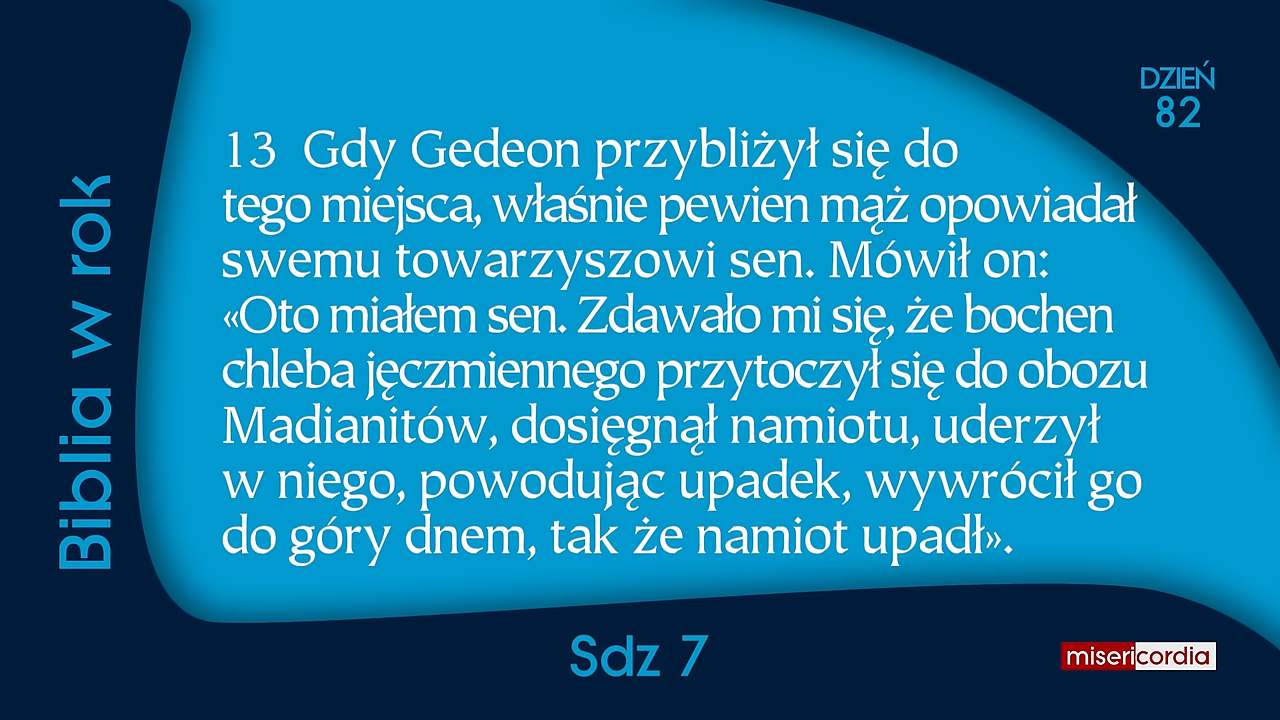 DZIEŃ
82
13 Gdy Gedeon przybliżył się do
tego miejsca, właśnie pewien mąż opowiadał
swemu towarzyszowi sen. Mówił on:
«Oto miałem sen. Zdawało mi się, że bochen
chleba jęczmiennego przytoczył się do obozu
Madianitów, dosięgnął namiotu, uderzył
w niego, powodując upadek, wywrócił go
do góry dnem, tak że namiot upadł».
Biblia w rok
Sdz 7
misericordia